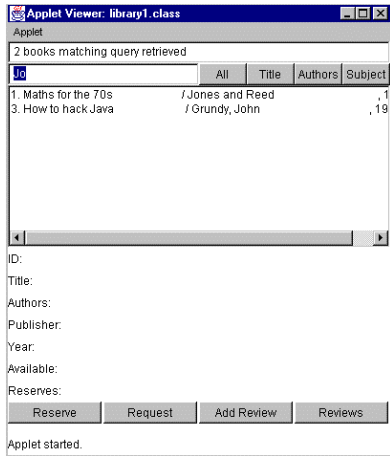 Applet Viewer: library1.class
Applet
2 books matching query retrieved
Jo All Title Authors Subject
1. Maths for the 70s / Jones and Reed , 1
3. How to hack Java / Grundy, John , 19
ID:
Title:
Authors:
Publisher:
Year:
Available:
Reserves:
Reserve Request Add Review Reviews
Applet started.